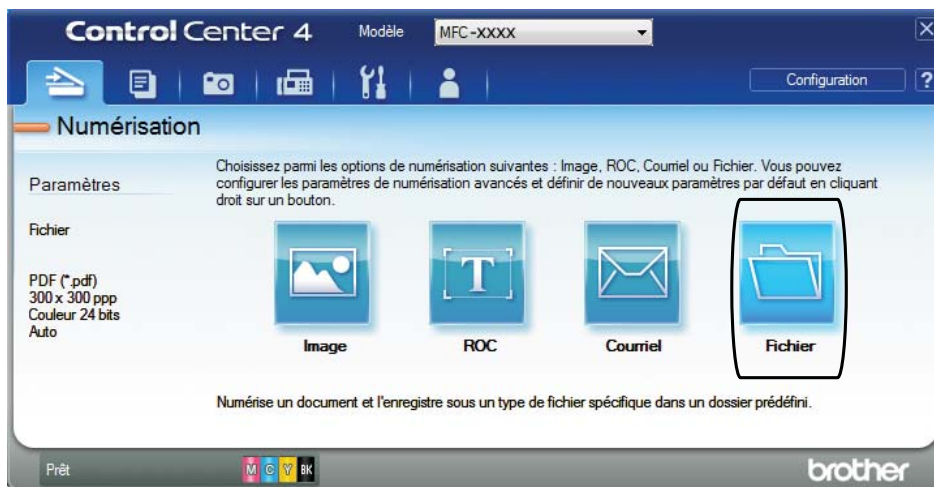 Control Center 4
Modèle
MFC-XXXX
Configuration
?
Numérisation
Paramètres
Fichier
PDF (*.pdf)
300 x 300 ppp
Couleur 24 bits
Auto
Choisissez parmi les options de numérisation suivantes : Image, ROC, Courriel ou Fichier. Vous pouvez
configurer les paramètres de numérisation avancés et définir de nouveaux paramètres par défaut en cliquant
droit sur un bouton.
T
Image
ROC
Courriel
Fichier
Numérise un document et l'enregistre sous un type de fichier spécifique dans un dossier prédéfini.
Prêt
M C Y BK
brother